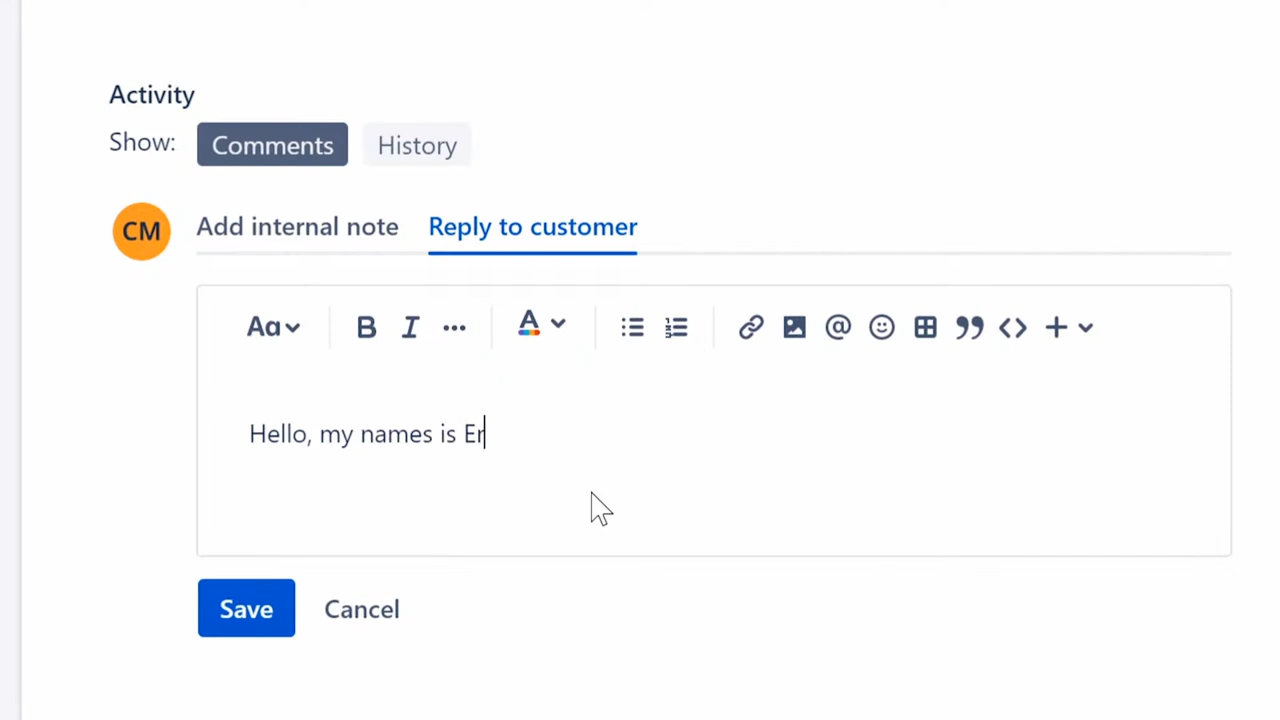 Activity
Show: Comments History
CM Add internal note Reply to customer
Aa B I ... A @ + 
Hello, my names is Er
Save Cancel